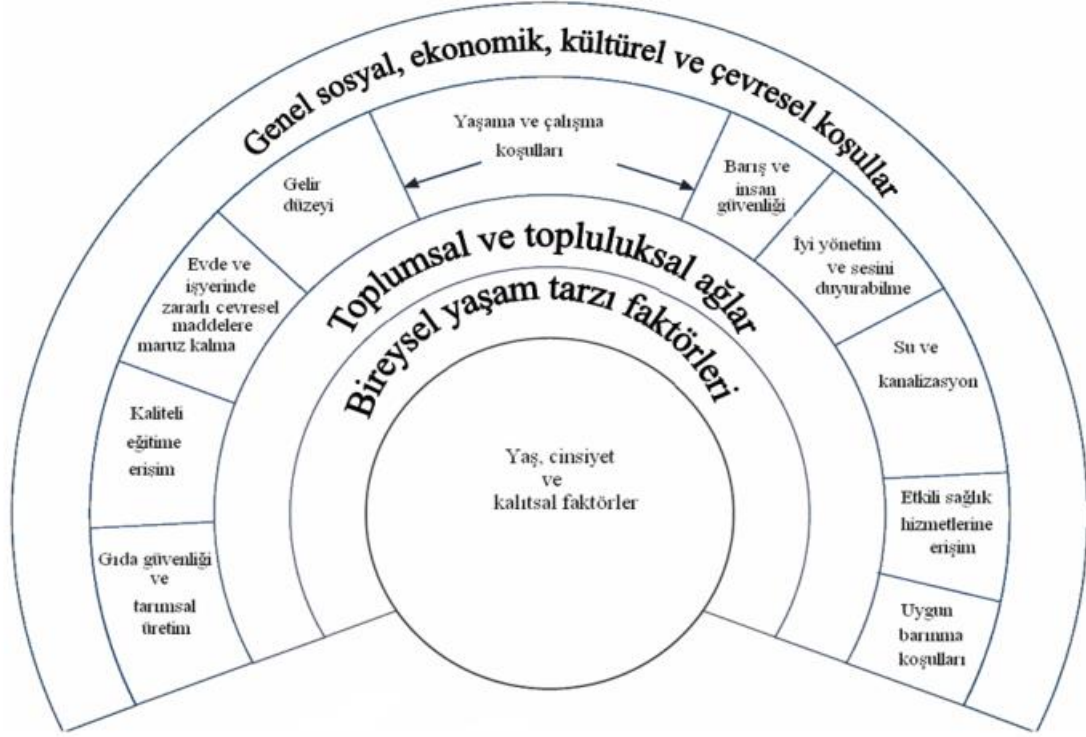 Genel sosyal, ekonomik, kültürel ve çevresel koşullar
Yaşama ve çalışma
koşulları
Gelir
düzeyi
Barış ve
insan
güvenliği
Evde ve
işyerinde
zararlı cevresel
maddelere
maruz kalma
İyi yönetim
ve sesini
duyurabilme
Toplumsal ve topluluksal ağlar
Bireysel yaşam tarzı faktörleri
Su ve
kanalizasyon
Kaliteli
eğitime
erişim
Yaş, cinsiyet
ve
kalıtsal faktörler
Etkili sağlık
hizmetlerine
erişim
Gıda güvenliği
ve
tarımsal
üretim
Uygun
barınma
koşulları